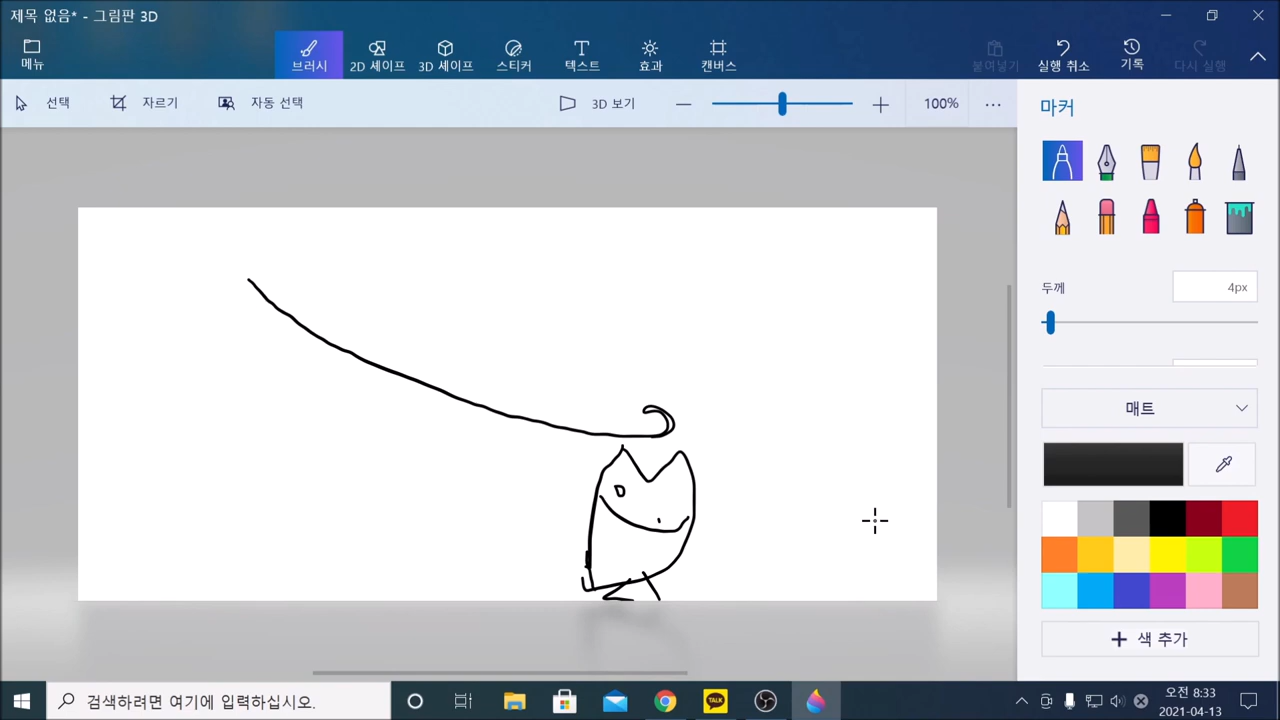 제목 없음* - 그림판 3D
메뉴
브러시
2D 셰이프
3D 셰이프
스티커
텍스트
효과
캔버스
붙여넣기
실행 취소
기록
다시 실행
선택
자르기
자동 선택
3D 보기
100%
마커
두께
4px
매트
색 추가
검색하려면 여기에 입력하십시오.
TALK
오전 8:33
2021-04-13